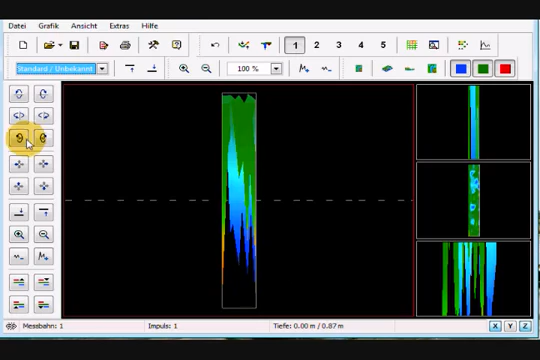 Datei Grafik Ansicht Extras Hilfe
1 2 3 4 5
Standard / Unbekannt 100 %
Messbahn: 1 Impuls: 1 Tiefe: 0.00 m / 0.87 m X Y Z